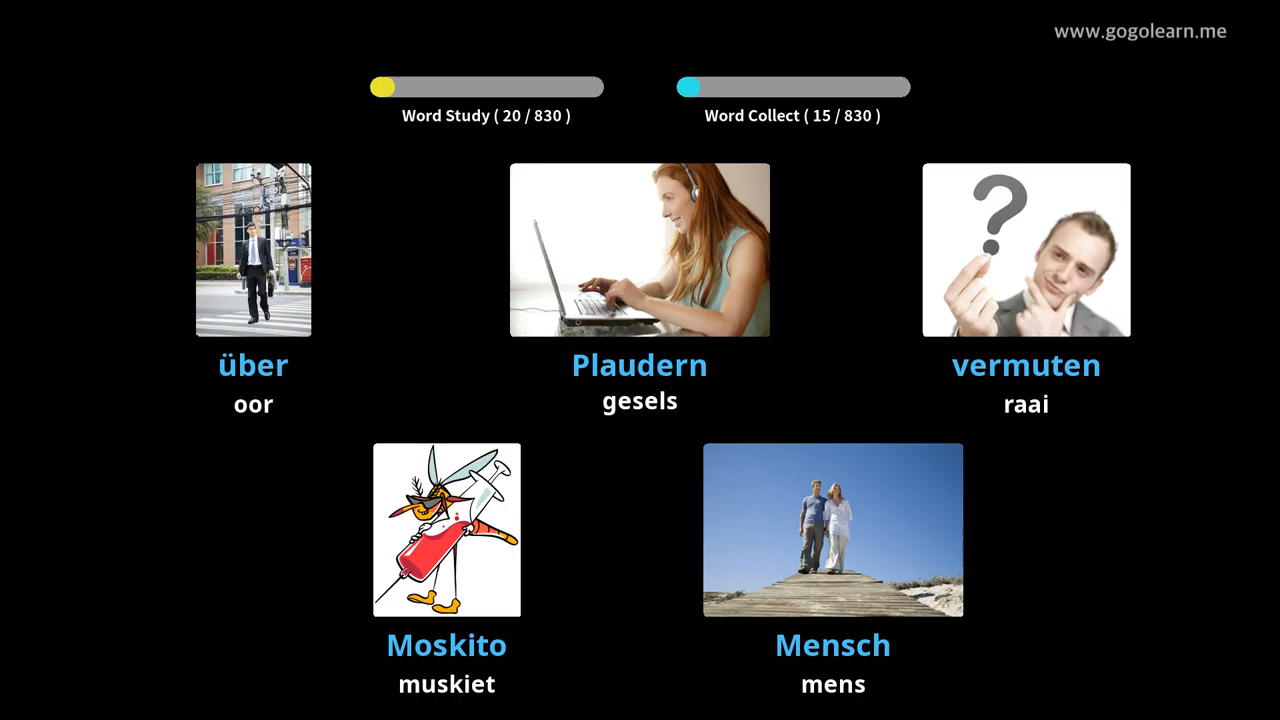 www.gogolearn.me
Word Study ( 20 / 830 )
Word Collect ( 15 / 830 )
über
Plaudern
vermuten
oor
gesels
raai
Moskito
Mensch
muskiet
mens